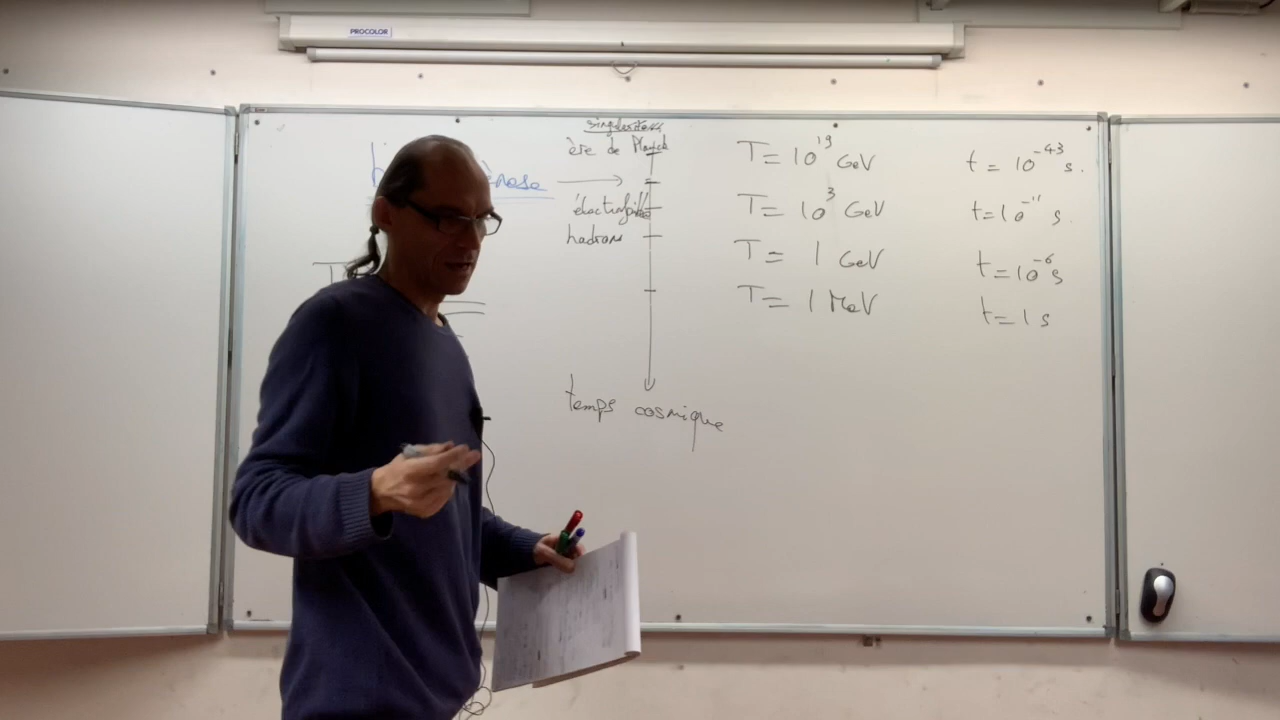 PROCOLOR
singularité
ère de Planck
T = 10¹⁹ GeV
t = 10⁻⁴³ s.
électrofaible
T = 10³ GeV
t = 10⁻¹¹ s.
hadrons
T = 1 GeV
t = 10⁻⁶ s
T = 1 MeV
t = 1 s
temps cosmique